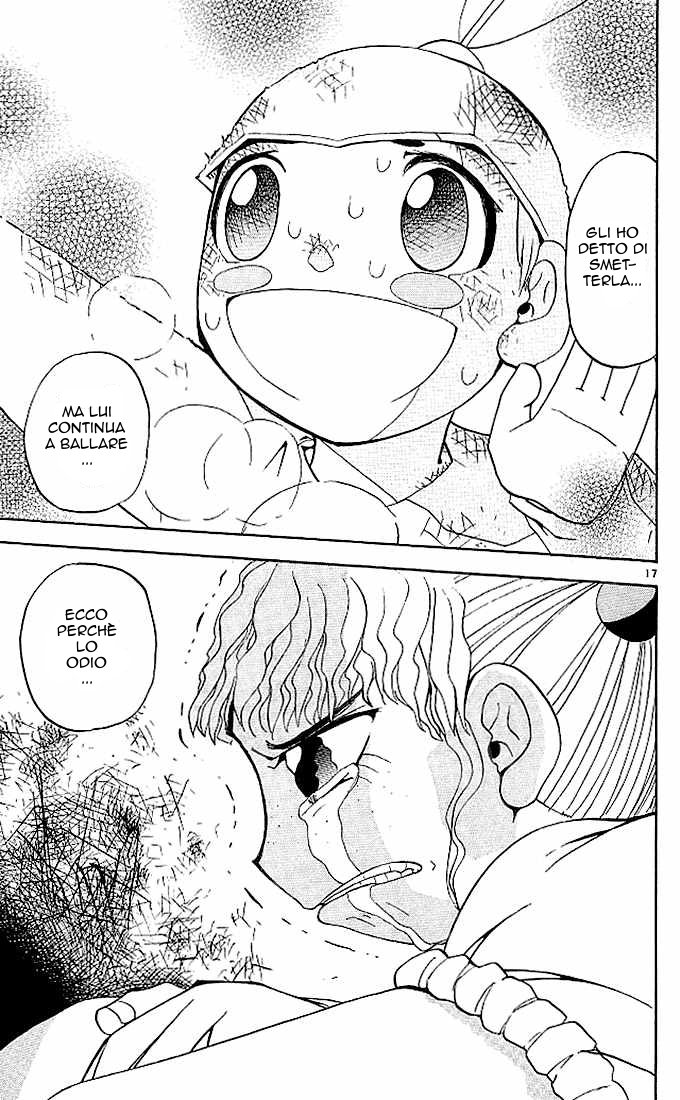 GLI HO
DETTO DI
SMET-
TERLA...
MA LUI
CONTINUA
A BALLARE
...
17
ECCO
PERCHÈ
LO
ODIO
...